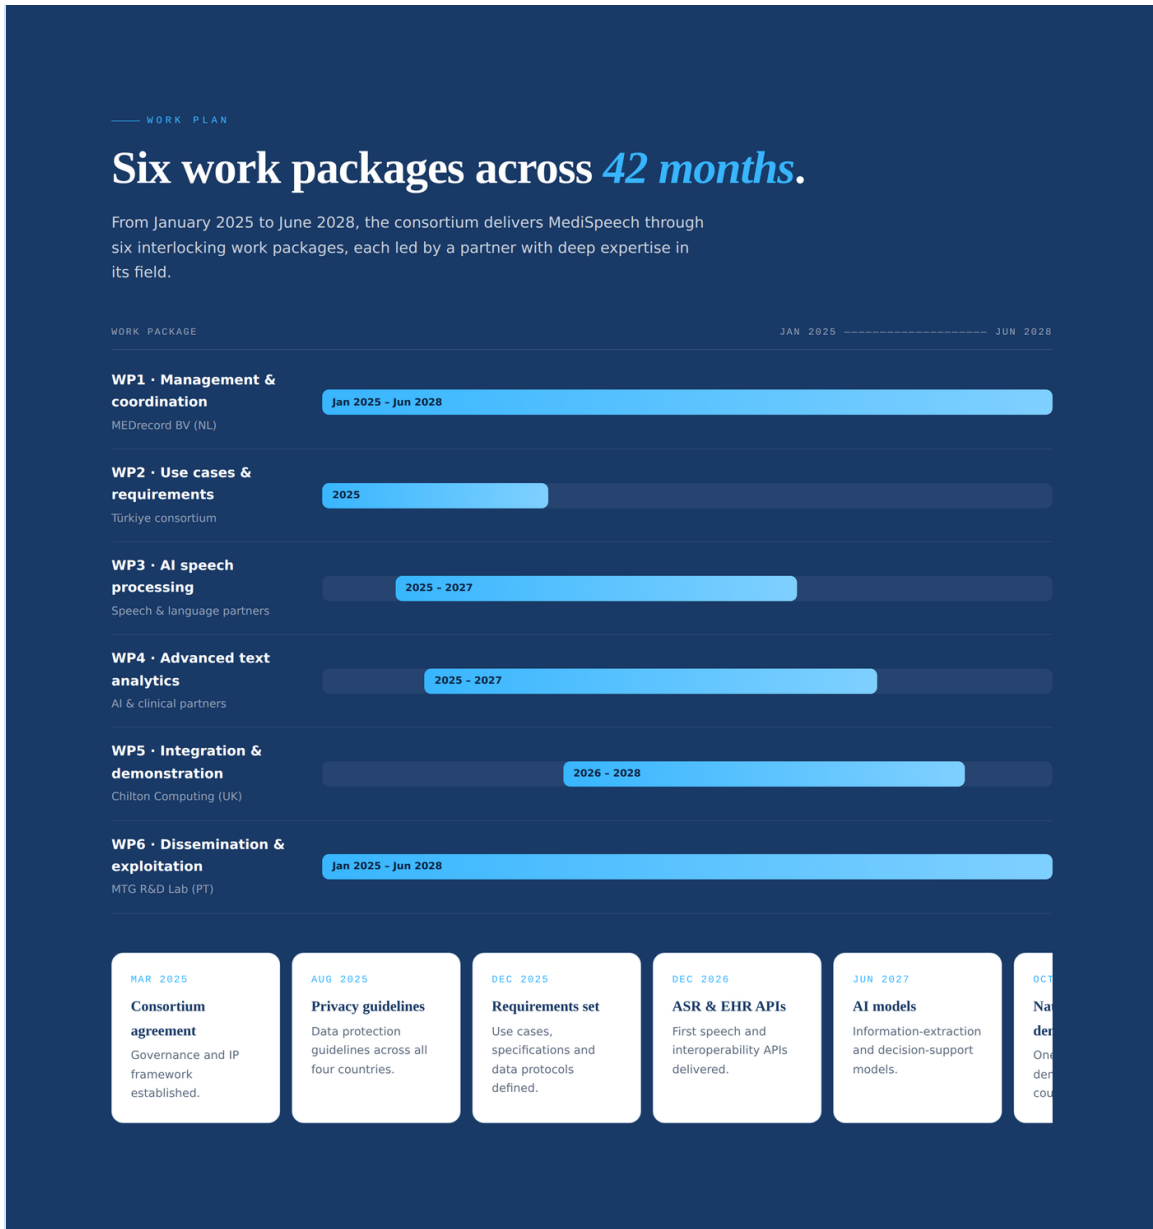 WORK PLAN
Six work packages across 42 months.
From January 2025 to June 2028, the consortium delivers MediSpeech through
six interlocking work packages, each led by a partner with deep expertise in
its field.
WORK PACKAGE
JAN 2025 ———————————————————— JUN 2028
WP1 · Management &
coordination
MEDrecord BV (NL)
Jan 2025 – Jun 2028
WP2 · Use cases &
requirements
Türkiye consortium
2025
WP3 · AI speech
processing
Speech & language partners
2025 – 2027
WP4 · Advanced text
analytics
AI & clinical partners
2025 – 2027
WP5 · Integration &
demonstration
Chilton Computing (UK)
2026 – 2028
WP6 · Dissemination &
exploitation
MTG R&D Lab (PT)
Jan 2025 – Jun 2028
MAR 2025
Consortium
agreement
Governance and IP
framework
established.
AUG 2025
Privacy guidelines
Data protection
guidelines across all
four countries.
DEC 2025
Requirements set
Use cases,
specifications and
data protocols
defined.
DEC 2026
ASR & EHR APIs
First speech and
interoperability APIs
delivered.
JUN 2027
AI models
Information-extraction
and decision-support
models.
OCT